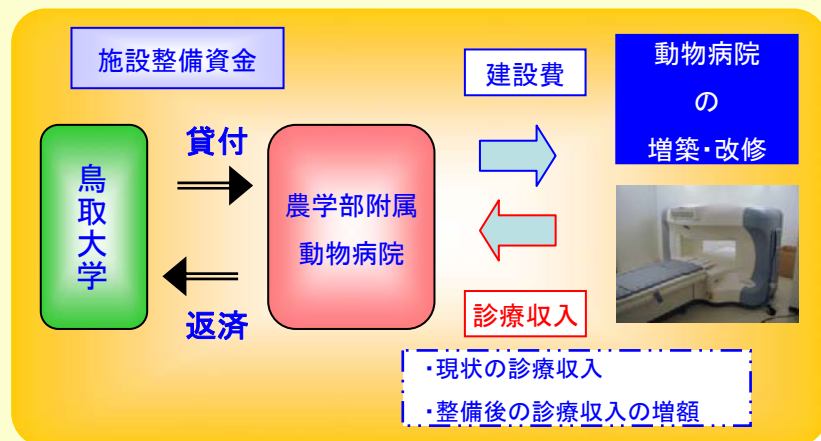 施設整備資金
建設費
動物病院
の
増築・改修
鳥取大学
貸付
農学部附属
動物病院
返済
診療収入
・現状の診療収入
・整備後の診療収入の増額